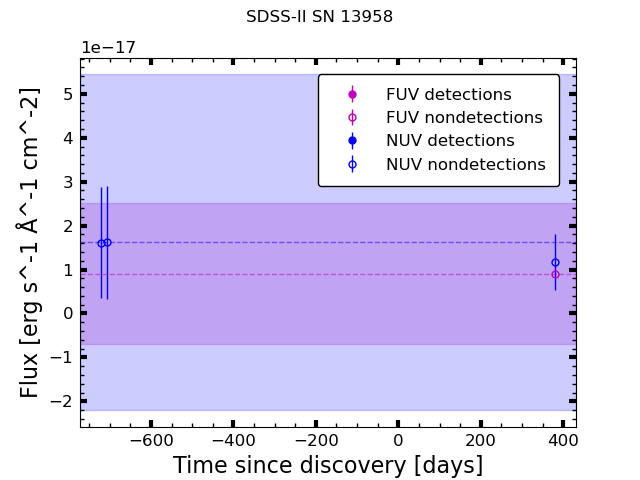 SDSS-II SN 13958
1e−17
FUV detections
FUV nondetections
NUV detections
NUV nondetections
5
4
3
2
1
0
−1
−2
Flux [erg s^-1 Å^-1 cm^-2]
−600 −400 −200 0 200 400
Time since discovery [days]